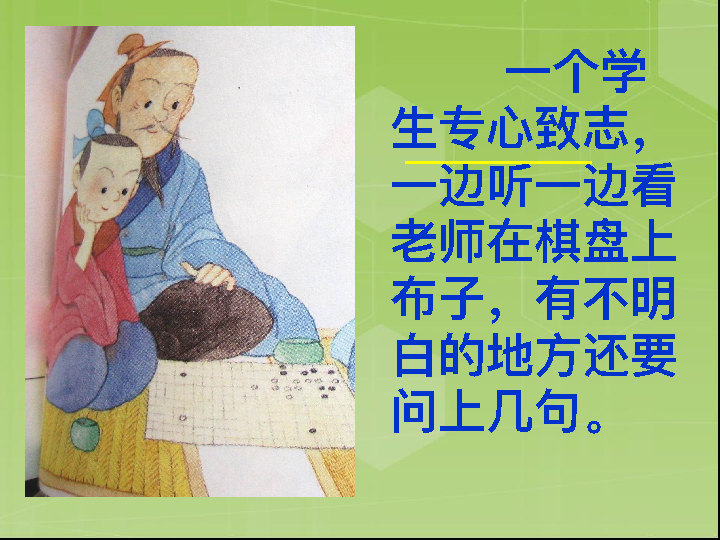 一个学
生专心致志，
一边听一边看
老师在棋盘上
布子，有不明
白的地方还要
问上几句。